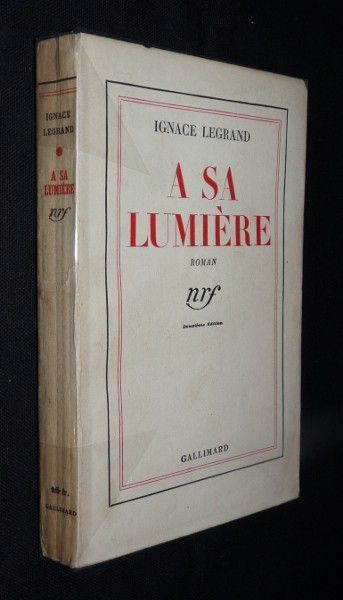 IGNACE
LEGRAND
A SA
LUMIÈRE
nrf
GALLIMARD
IGNACE LEGRAND
A SA
LUMIÈRE
ROMAN
nrf
Deuxième Édition
GALLIMARD